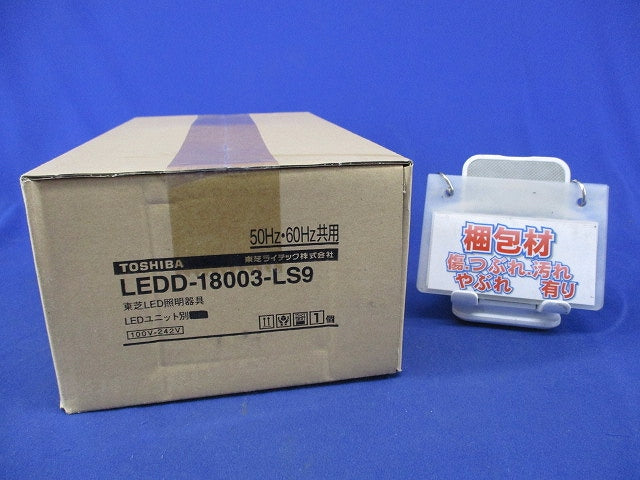 50Hz・60Hz共用
TOSHIBA 東芝ライテック株式会社
LEDD-18003-LS9
東芝LED照明器具
LEDユニット別
100V-242V
1個
梱包材
傷・つぶれ・汚れ
やぶれ 有り